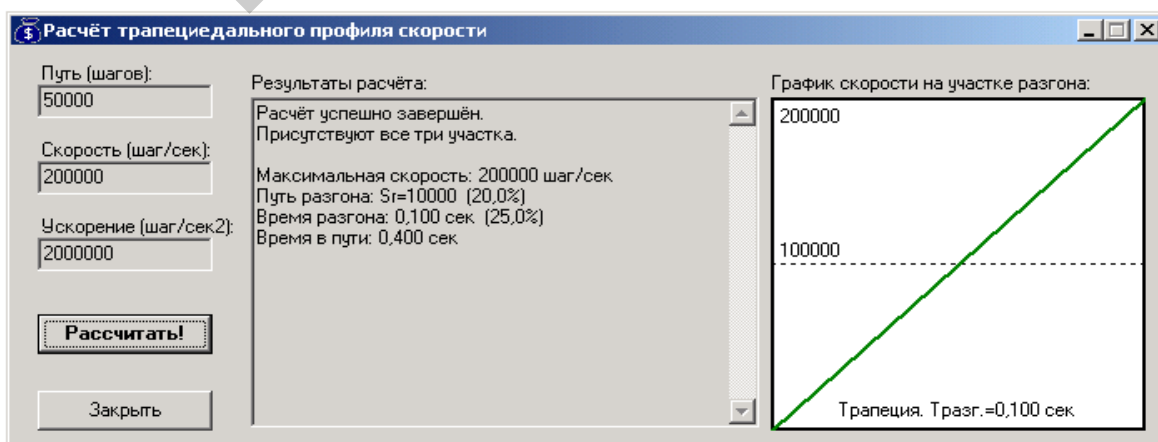 Расчёт трапециедального профиля скорости
Путь (шагов):
50000
Скорость (шаг/сек):
200000
Ускорение (шаг/сек2):
2000000
Рассчитать!
Закрыть
Результаты расчёта:
Расчёт успешно завершён.
Присутствуют все три участка.
Максимальная скорость: 200000 шаг/сек
Путь разгона: Sr=10000 (20,0%)
Время разгона: 0,100 сек (25,0%)
Время в пути: 0,400 сек
График скорости на участке разгона:
200000
100000
Трапеция. Тразг.=0,100 сек